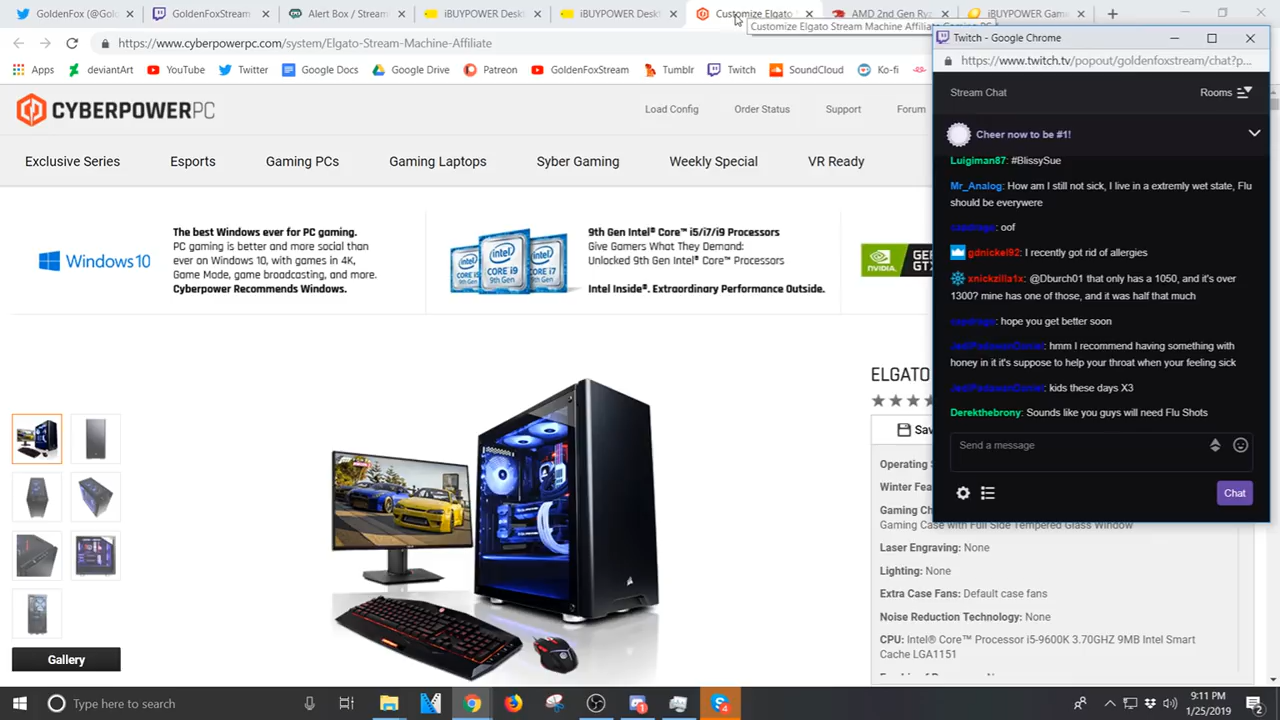 GoldenFox (@Gol
GoldenFoxStream
Alert Box / Stream
iBUYPOWER Desk
iBUYPOWER Desk
Customize Elgato
AMD 2nd Gen Ry
iBUYPOWER Gam
Customize Elgato Stream Machine Affiliate Gaming PC
https://www.cyberpowerpc.com/system/Elgato-Stream-Machine-Affiliate
Apps deviantArt YouTube Twitter Google Docs Google Drive Patreon GoldenFoxStream Tumblr Twitch SoundCloud Ko-fi
CYBERPOWERPC
Load Config Order Status Support Forum
Exclusive Series Esports Gaming PCs Gaming Laptops Syber Gaming Weekly Special VR Ready
Windows 10
The best Windows ever for PC gaming.
PC gaming is better and more social than
ever on Windows 10, with games in 4K,
Game Mode, game broadcasting, and more.
Cyberpower Recommends Windows.
9th Gen Intel® Core™ i5/i7/i9 Processors
Give Gamers What They Demand:
Unlocked 9th Gen Intel® Core™ Processors
Intel Inside®. Extraordinary Performance Outside.
NVIDIA
ELGATO
Sav
Operating S
Winter Fea
Gaming Ch
Gaming Case with Full Side Tempered Glass Window
Laser Engraving: None
Lighting: None
Extra Case Fans: Default case fans
Noise Reduction Technology: None
CPU: Intel® Core™ Processor i5-9600K 3.70GHZ 9MB Intel Smart
Cache LGA1151
Gallery
Twitch - Google Chrome
https://www.twitch.tv/popout/goldenfoxstream/chat?p...
Stream Chat Rooms
Cheer now to be #1!
Luigiman87: #BlissySue
Mr_Analog: How am I still not sick, I live in a extremly wet state, Flu
should be everywere
: oof
gdnickel92: I recently got rid of allergies
xnickzilla1x: @Dburch01 that only has a 1050, and it's over
1300? mine has one of those, and it was half that much
: hope you get better soon
: hmm I recommend having something with
honey in it it's suppose to help your throat when your feeling sick
: kids these days X3
Derekthebrony: Sounds like you guys will need Flu Shots
Send a message
Chat
Type here to search
9:11 PM
1/25/2019